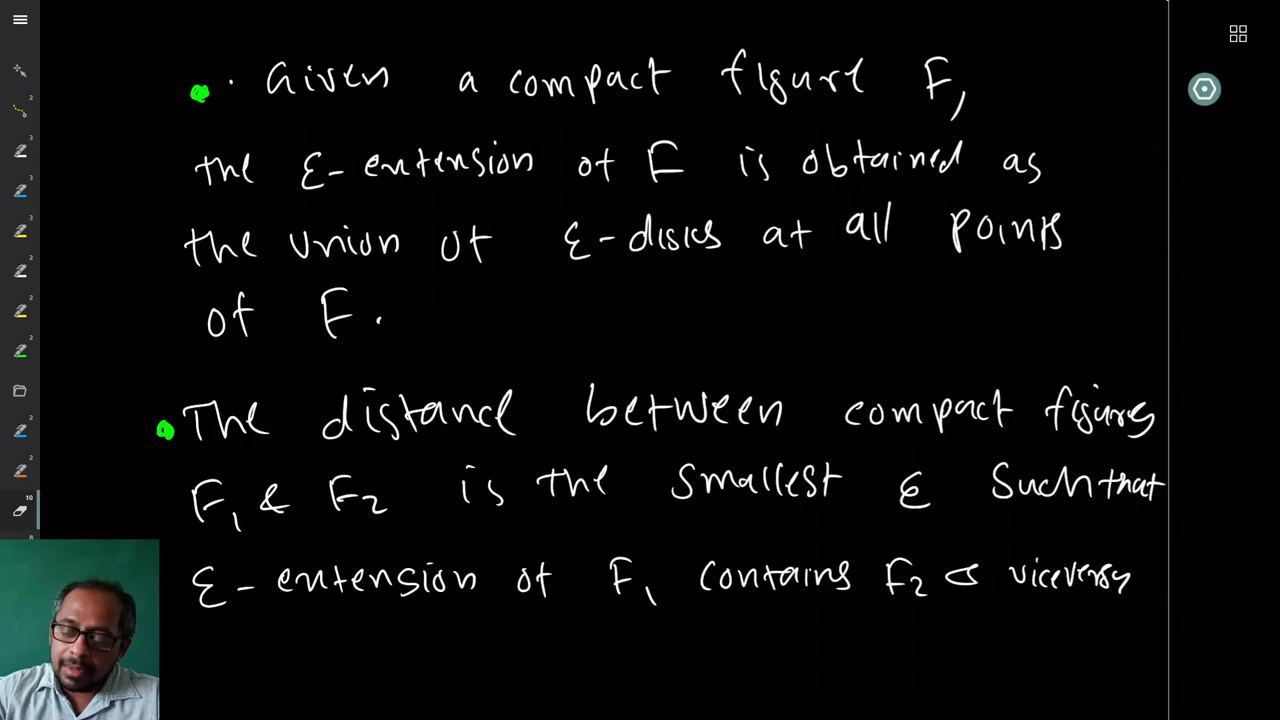 • Given a compact figure F,
the ε-extension of F is obtained as
the union of ε-disks at all points
of F.
• The distance between compact figures
F₁ & F₂ is the smallest ε such that
ε-extension of F₁ contains F₂ & viceversa